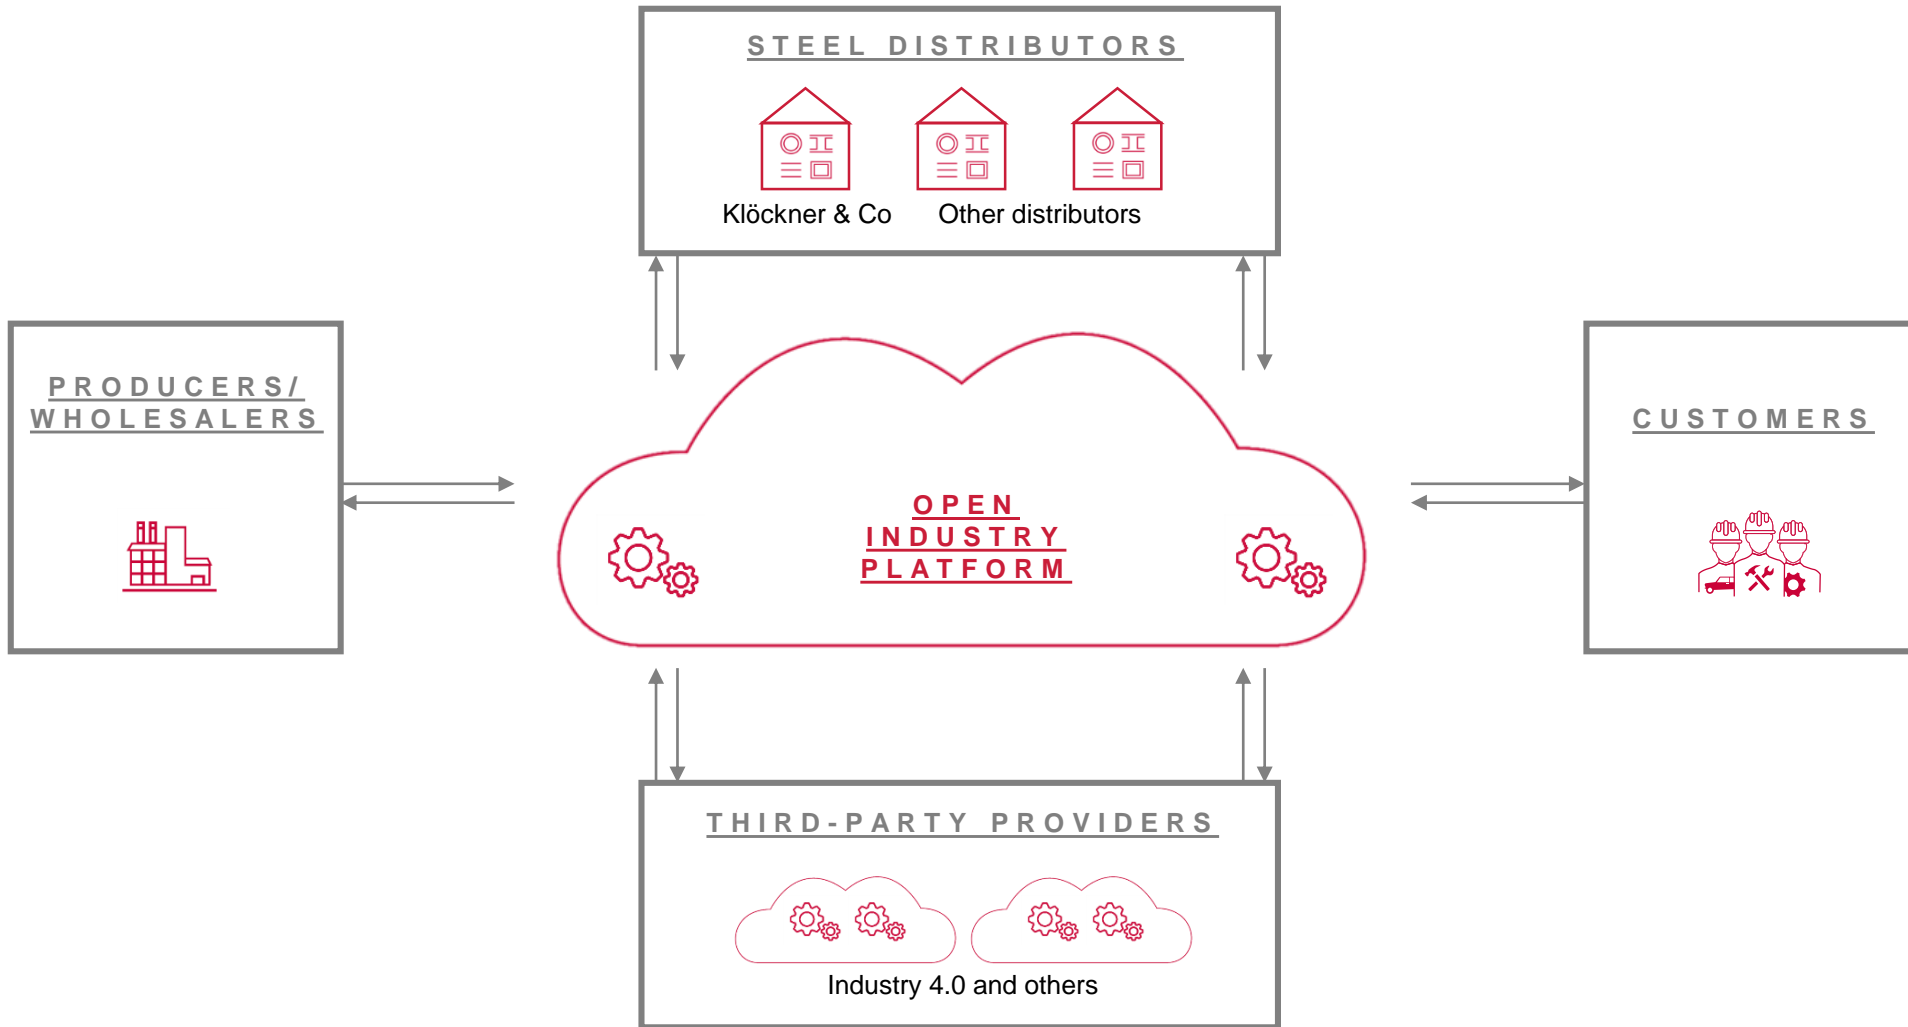 STEEL DISTRIBUTORS
Klöckner & Co
Other distributors
PRODUCERS/
WHOLESALERS
OPEN
INDUSTRY
PLATFORM
CUSTOMERS
THIRD-PARTY PROVIDERS
Industry 4.0 and others